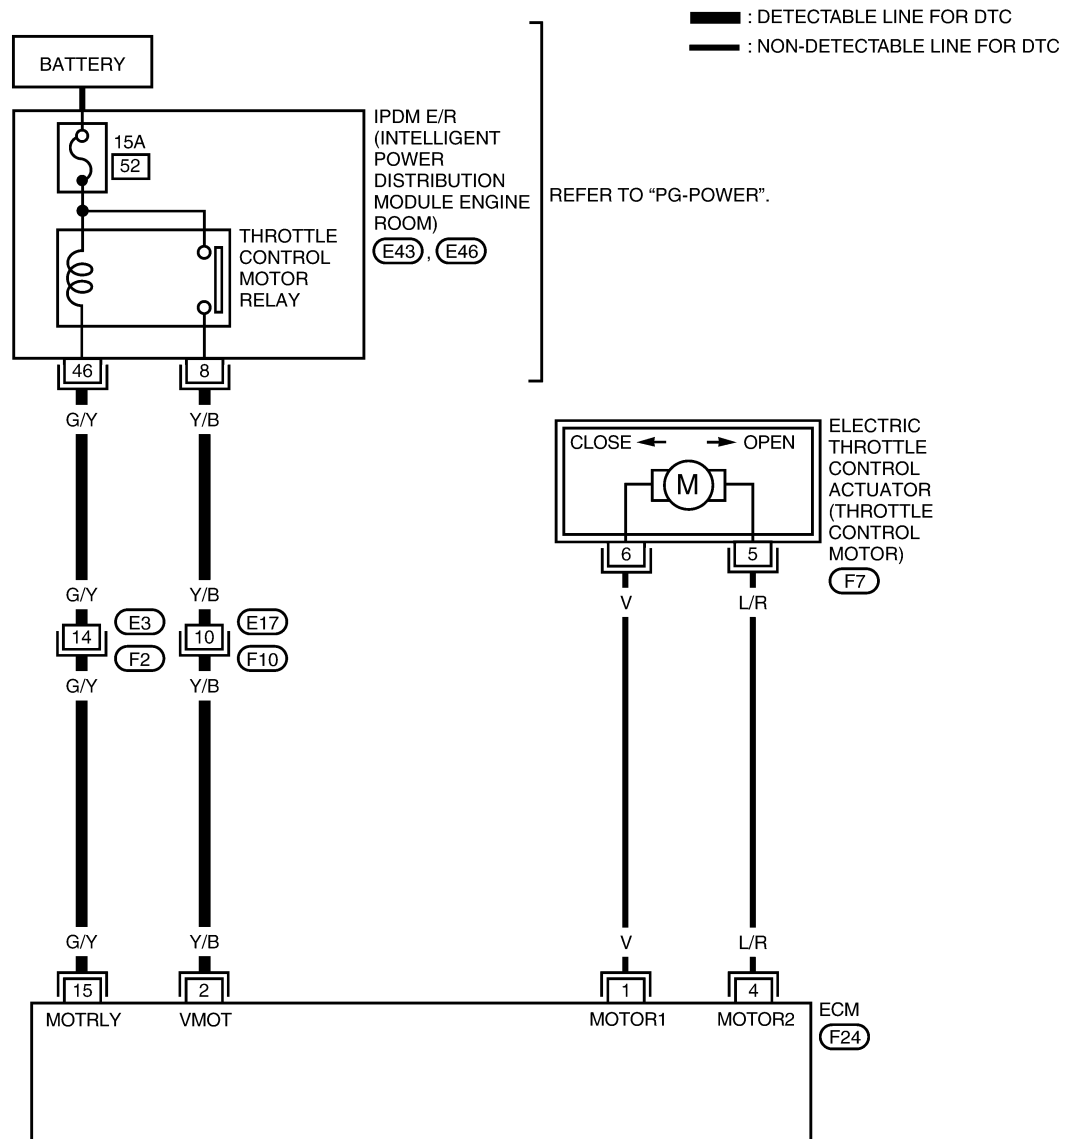 : DETECTABLE LINE FOR DTC
: NON-DETECTABLE LINE FOR DTC
BATTERY
15A
52
IPDM E/R
(INTELLIGENT
POWER
DISTRIBUTION
MODULE ENGINE
ROOM)
E43 , E46
REFER TO “PG-POWER”.
THROTTLE
CONTROL
MOTOR
RELAY
46 8
G/Y Y/B
CLOSE OPEN
M
ELECTRIC
THROTTLE
CONTROL
ACTUATOR
(THROTTLE
CONTROL
MOTOR)
F7
6 5
V L/R
G/Y Y/B
14 E3 10 E17
F2 F10
G/Y Y/B
G/Y Y/B V L/R
15 2 1 4
MOTRLY VMOT MOTOR1 MOTOR2
ECM
F24